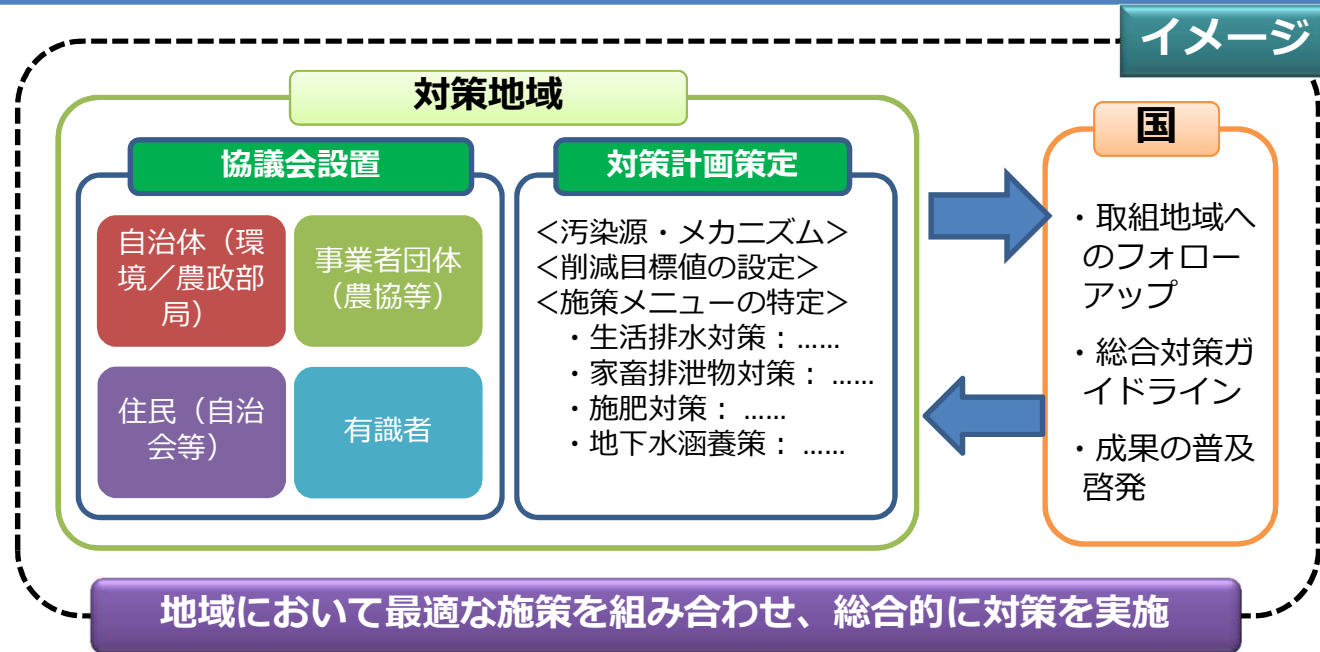 イメージ
対策地域
協議会設置
自治体（環
境／農政部
局）
事業者団体
（農協等）
住民（自治
会等）
有識者
対策計画策定
＜汚染源・メカニズム＞
＜削減目標値の設定＞
＜施策メニューの特定＞
・生活排水対策：……
・家畜排泄物対策：……
・施肥対策：……
・地下水涵養策：……
国
・取組地域へ
のフォロー
アップ
・総合対策ガ
イドライン
・成果の普及
啓発
地域において最適な施策を組み合わせ、総合的に対策を実施